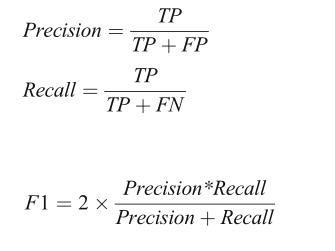 Precision = TP / TP + FP
Recall = TP / TP + FN
F1 = 2 × Precision*Recall / Precision + Recall